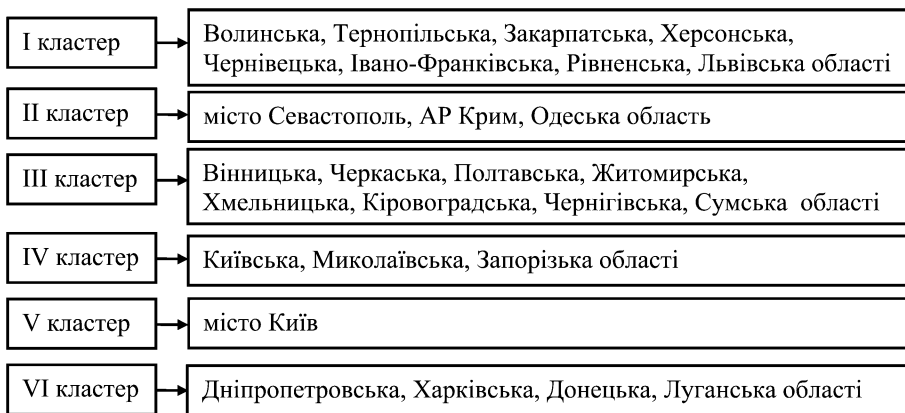 I кластер
Волинська, Тернопільська, Закарпатська, Херсонська,
Чернівецька, Івано-Франківська, Рівненська, Львівська області
II кластер
місто Севастополь, АР Крим, Одеська область
III кластер
Вінницька, Черкаська, Полтавська, Житомирська,
Хмельницька, Кіровоградська, Чернігівська, Сумська області
IV кластер
Київська, Миколаївська, Запорізька області
V кластер
місто Київ
VI кластер
Дніпропетровська, Харківська, Донецька, Луганська області